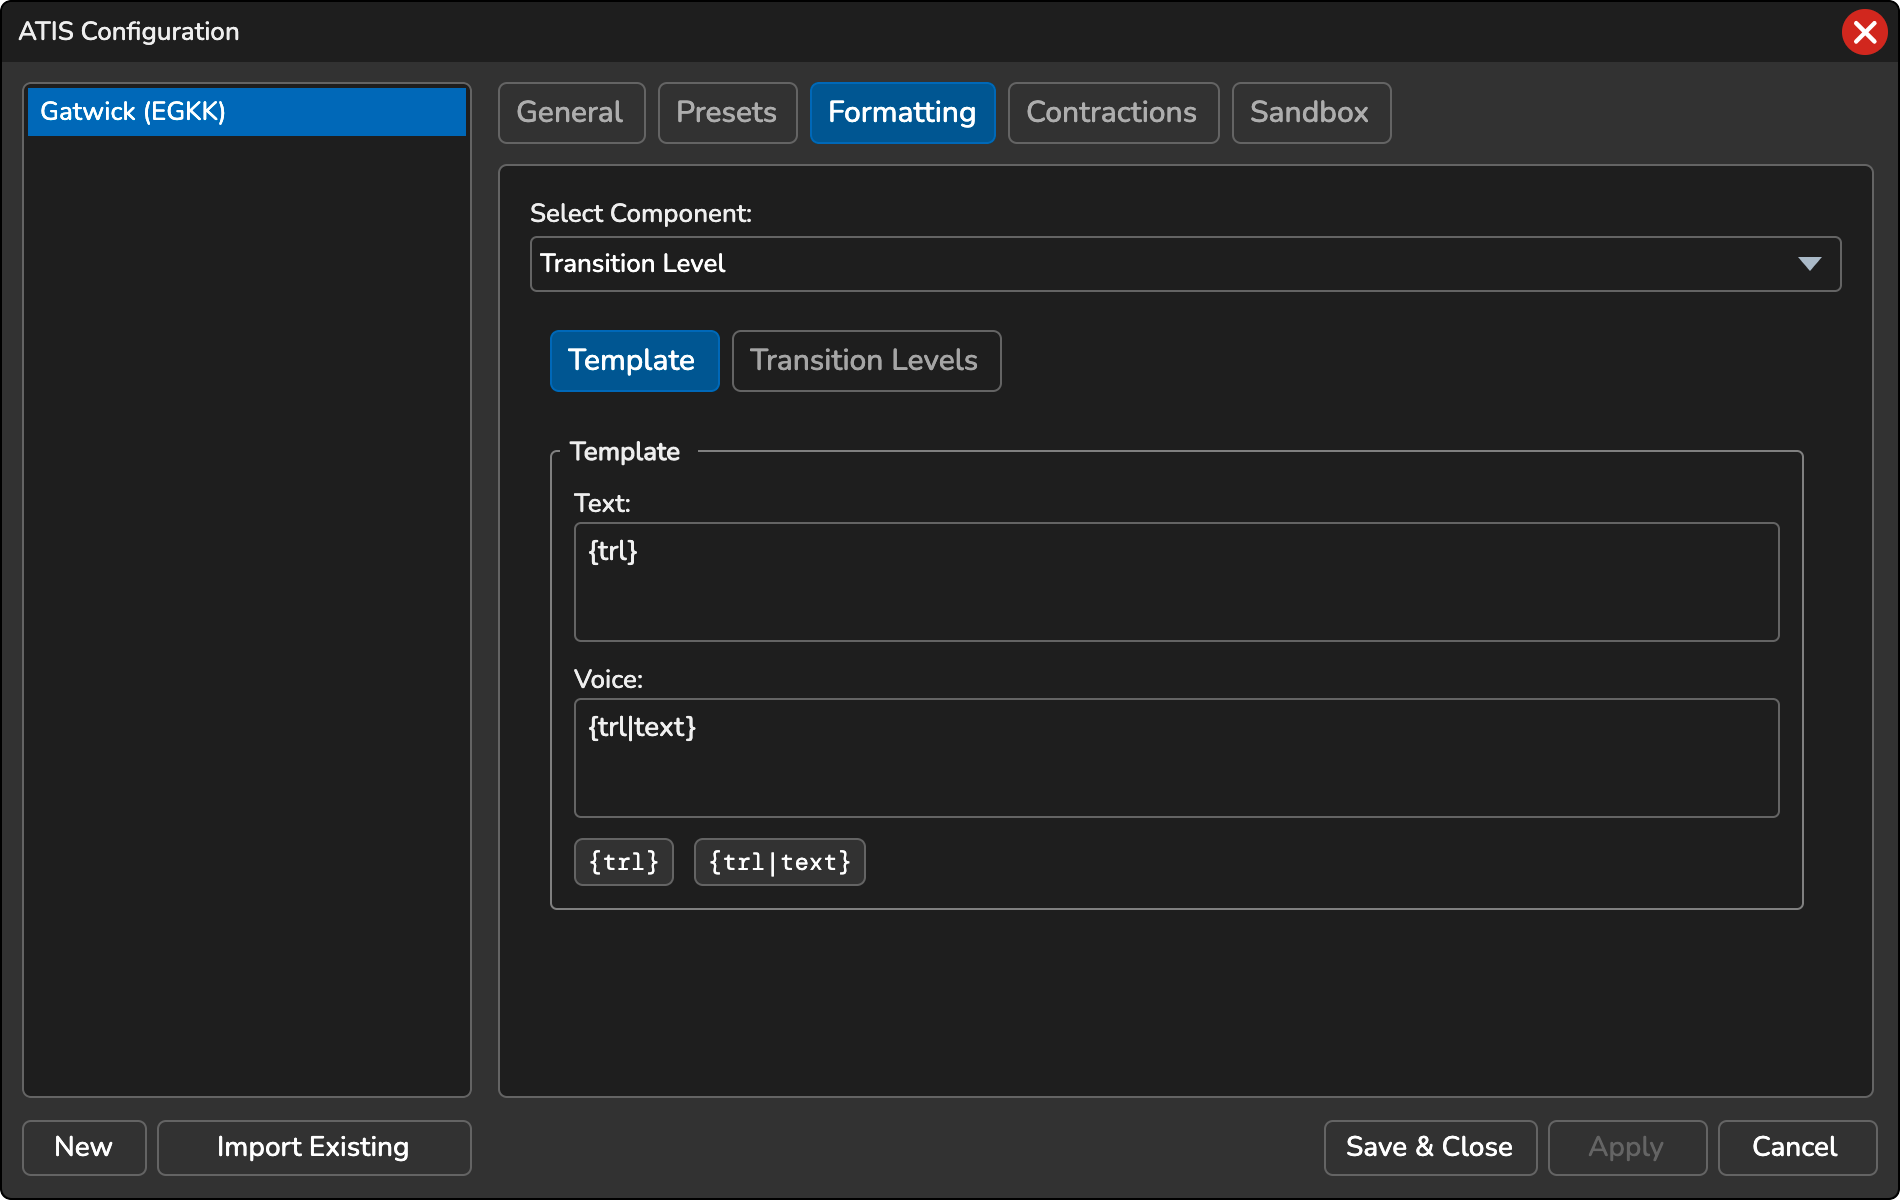 ATIS Configuration
Gatwick (EGKK)
General
Presets
Formatting
Contractions
Sandbox
Select Component:
Transition Level
Template
Transition Levels
Template
Text:
{trl}
Voice:
{trl|text}
{trl}
{trl|text}
New
Import Existing
Save & Close
Apply
Cancel